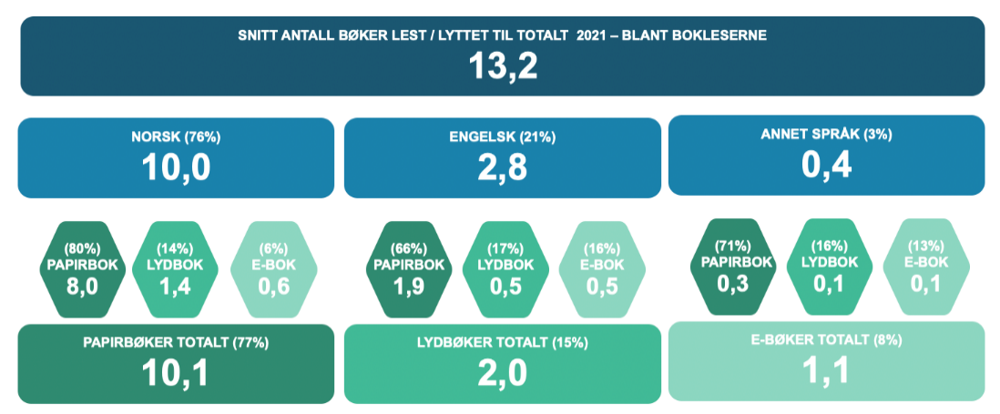 SNITT ANTALL BØKER LEST / LYTTET TIL TOTALT 2021 – BLANT BOKLESERNE
13,2
NORSK (76%)
10,0
ENGELSK (21%)
2,8
ANNET SPRÅK (3%)
0,4
(80%)
PAPIRBOK
8,0
(14%)
LYDBOK
1,4
(6%)
E-BOK
0,6
(66%)
PAPIRBOK
1,9
(17%)
LYDBOK
0,5
(16%)
E-BOK
0,5
(71%)
PAPIRBOK
0,3
(16%)
LYDBOK
0,1
(13%)
E-BOK
0,1
PAPIRBØKER TOTALT (77%)
10,1
LYDBØKER TOTALT (15%)
2,0
E-BØKER TOTALT (8%)
1,1